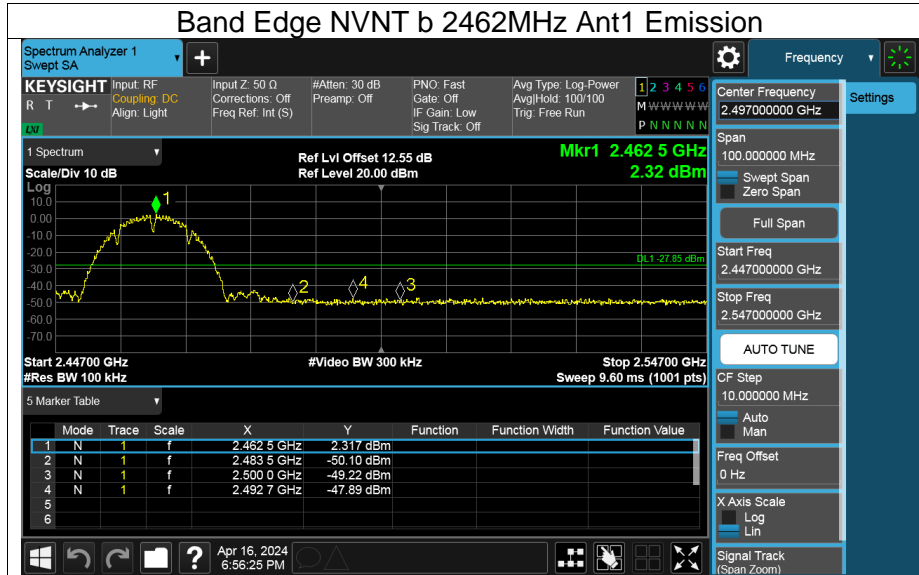 Band Edge NVNT b 2462MHz Ant1 Emission
Spectrum Analyzer 1
Swept SA
+
Frequency
KEYSIGHT
R T
LXI
Input: RF
Coupling: DC
Align: Light
Input Z: 50 Ω
Corrections: Off
Freq Ref: Int (S)
#Atten: 30 dB
Preamp: Off
PNO: Fast
Gate: Off
IF Gain: Low
Sig Track: Off
Avg Type: Log-Power
Avg|Hold: 100/100
Trig: Free Run
1 2 3 4 5 6
M W W W W W
P N N N N N
Center Frequency
2.497000000 GHz
Settings
Span
100.000000 MHz
Swept Span
Zero Span
Full Span
Start Freq
2.447000000 GHz
Stop Freq
2.547000000 GHz
AUTO TUNE
CF Step
10.000000 MHz
Auto
Man
Freq Offset
0 Hz
X Axis Scale
Log
Lin
Signal Track
(Span Zoom)
1 Spectrum
Scale/Div 10 dB
Ref Lvl Offset 12.55 dB
Ref Level 20.00 dBm
Mkr1 2.462 5 GHz
2.32 dBm
Log
10.0
0.00
-10.0
-20.0
-30.0
-40.0
-50.0
-60.0
-70.0
1
2
4
3
DL1 -27.85 dBm
Start 2.44700 GHz
#Res BW 100 kHz
#Video BW 300 kHz
Stop 2.54700 GHz
Sweep 9.60 ms (1001 pts)
5 Marker Table
Mode Trace Scale X Y Function Function Width Function Value
1 N 1 f 2.462 5 GHz 2.317 dBm
2 N 1 f 2.483 5 GHz -50.10 dBm
3 N 1 f 2.500 0 GHz -49.22 dBm
4 N 1 f 2.492 7 GHz -47.89 dBm
5
6
?
Apr 16, 2024
6:56:25 PM